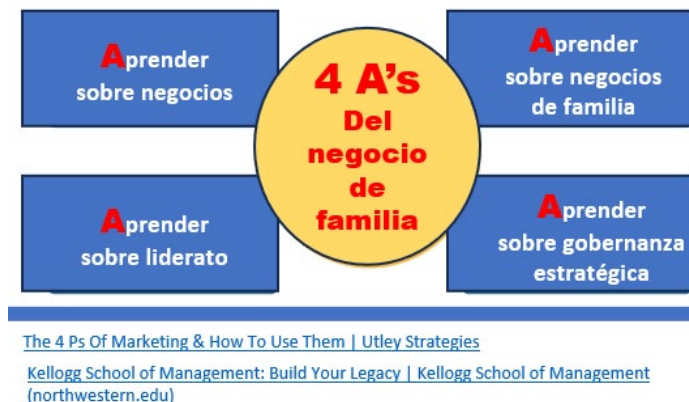 Aprender
sobre negocios
4 A’s
Del
negocio
de
familia
Aprender
sobre negocios
de familia
Aprender
sobre liderato
Aprender
sobre gobernanza
estratégica
The 4 Ps Of Marketing & How To Use Them | Utley Strategies
Kellogg School of Management: Build Your Legacy | Kellogg School of Management
(northwestern.edu)